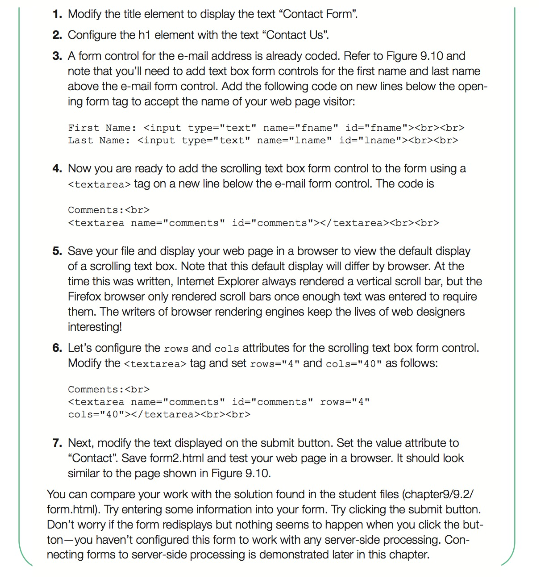 1. Modify the title element to display the text “Contact Form”.
2. Configure the h1 element with the text “Contact Us”.
3. A form control for the e-mail address is already coded. Refer to Figure 9.10 and
note that you'll need to add text box form controls for the first name and last name
above the e-mail form control. Add the following code on new lines below the open-
ing form tag to accept the name of your web page visitor:
First Name: <input type="text" name="fname" id="fname"><br><br>
Last Name: <input type="text" name="lname" id="lname"><br><br>
4. Now you are ready to add the scrolling text box form control to the form using a
<textarea> tag on a new line below the e-mail form control. The code is
Comments:<br>
<textarea name="comments" id="comments"></textarea><br><br>
5. Save your file and display your web page in a browser to view the default display
of a scrolling text box. Note that this default display will differ by browser. At the
time this was written, Internet Explorer always rendered a vertical scroll bar, but the
Firefox browser only rendered scroll bars once enough text was entered to require
them. The writers of browser rendering engines keep the lives of web designers
interesting!
6. Let's configure the rows and cols attributes for the scrolling text box form control.
Modify the <textarea> tag and set rows="4" and cols="40" as follows:
Comments:<br>
<textarea name="comments" id="comments" rows="4"
cols="40"></textarea><br><br>
7. Next, modify the text displayed on the submit button. Set the value attribute to
“Contact”. Save form2.html and test your web page in a browser. It should look
similar to the page shown in Figure 9.10.
You can compare your work with the solution found in the student files (chapter9/9.2/
form.html). Try entering some information into your form. Try clicking the submit button.
Don't worry if the form redisplays but nothing seems to happen when you click the but-
ton—you haven't configured this form to work with any server-side processing. Con-
necting forms to server-side processing is demonstrated later in this chapter.